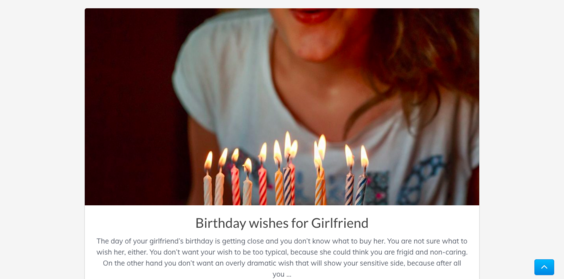 Birthday wishes for Girlfriend
The day of your girlfriend's birthday is getting close and you don't know what to buy her. You are not sure what to
wish her, either. You don't want your wish to be too typical, because she could think you are frigid and non-caring.
On the other hand you don't want an overly dramatic wish that will show your sensitive side, because after all
you ...